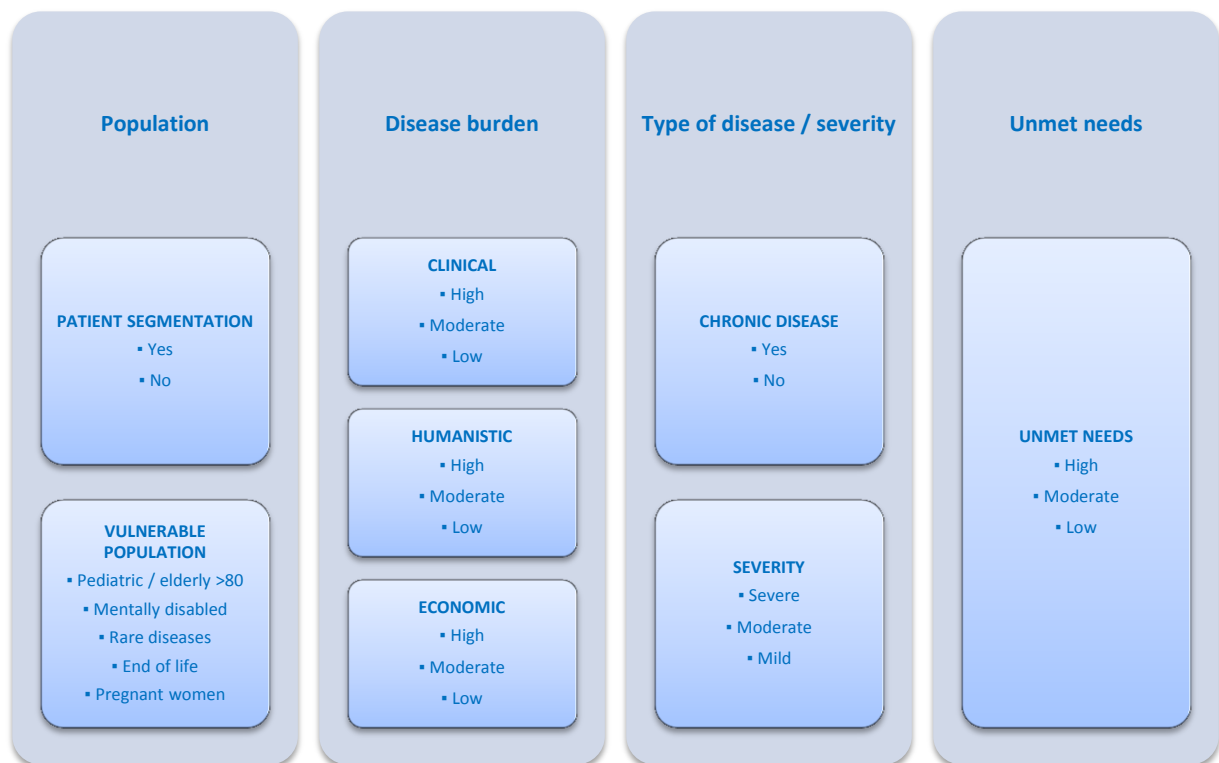 Population
PATIENT SEGMENTATION
▪ Yes
▪ No
VULNERABLE
POPULATION
▪ Pediatric / elderly >80
▪ Mentally disabled
▪ Rare diseases
▪ End of life
▪ Pregnant women
Disease burden
CLINICAL
▪ High
▪ Moderate
▪ Low
HUMANISTIC
▪ High
▪ Moderate
▪ Low
ECONOMIC
▪ High
▪ Moderate
▪ Low
Type of disease / severity
CHRONIC DISEASE
▪ Yes
▪ No
SEVERITY
▪ Severe
▪ Moderate
▪ Mild
Unmet needs
UNMET NEEDS
▪ High
▪ Moderate
▪ Low